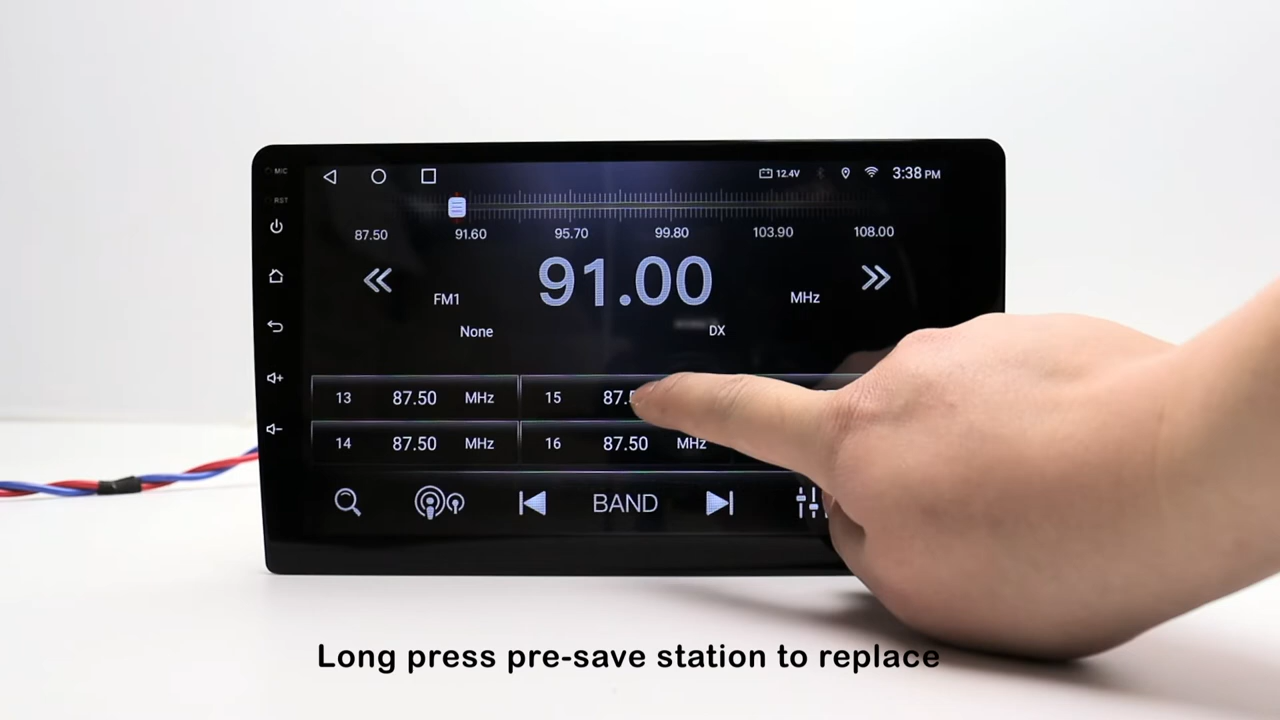 MIC
12.4V
3:38 PM
RST
87.50 91.60 95.70 99.80 103.90 108.00
91.00
FM1
MHz
None
DX
13 87.50 MHz
15
14 87.50 MHz
16 87.50 MHz
BAND
Long press pre-save station to replace